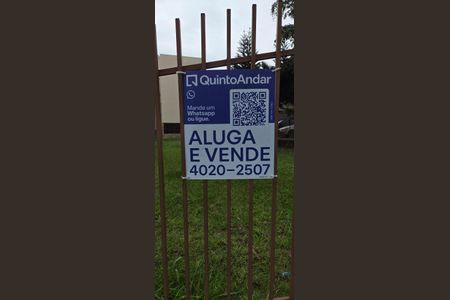 QuintoAndar
Mande um
Whatsapp
ou ligue.
ALUGA
E VENDE
4020-2507